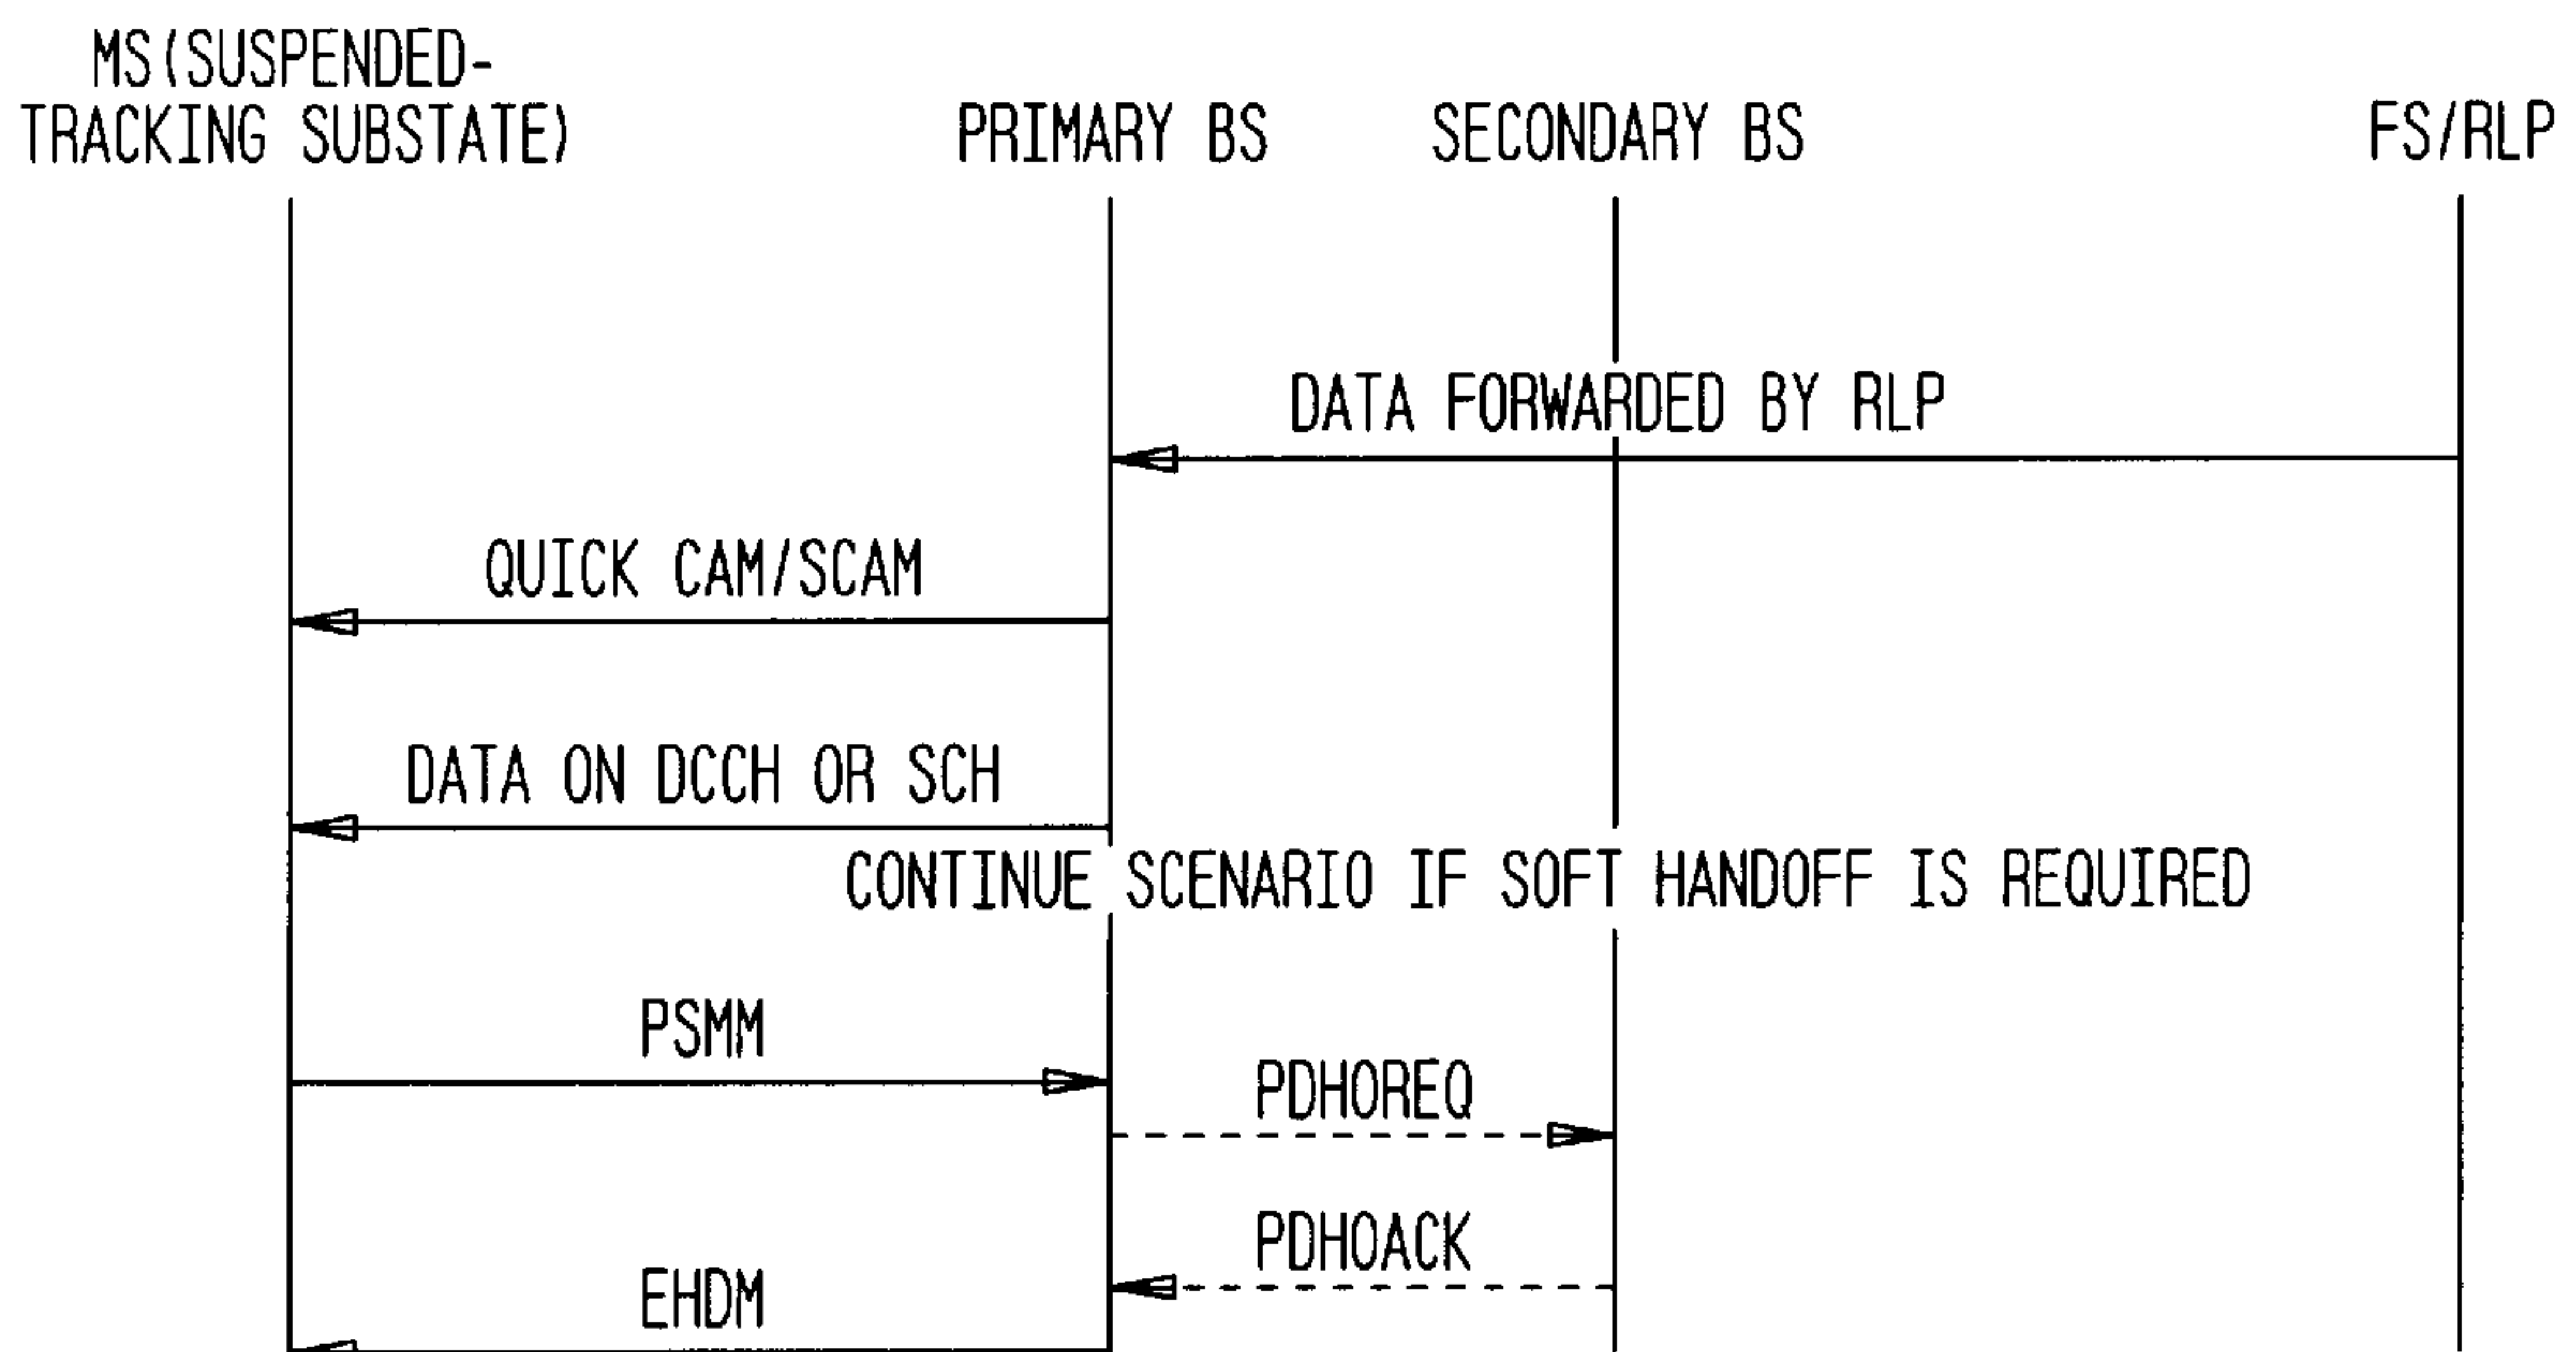 MS(SUSPENDED-
TRACKING SUBSTATE)
PRIMARY BS
SECONDARY BS
FS/RLP
DATA FORWARDED BY RLP
QUICK CAM/SCAM
DATA ON DCCH OR SCH
CONTINUE SCENARIO IF SOFT HANDOFF IS REQUIRED
PSMM
PDHOREQ
PDHOACK
EHDM